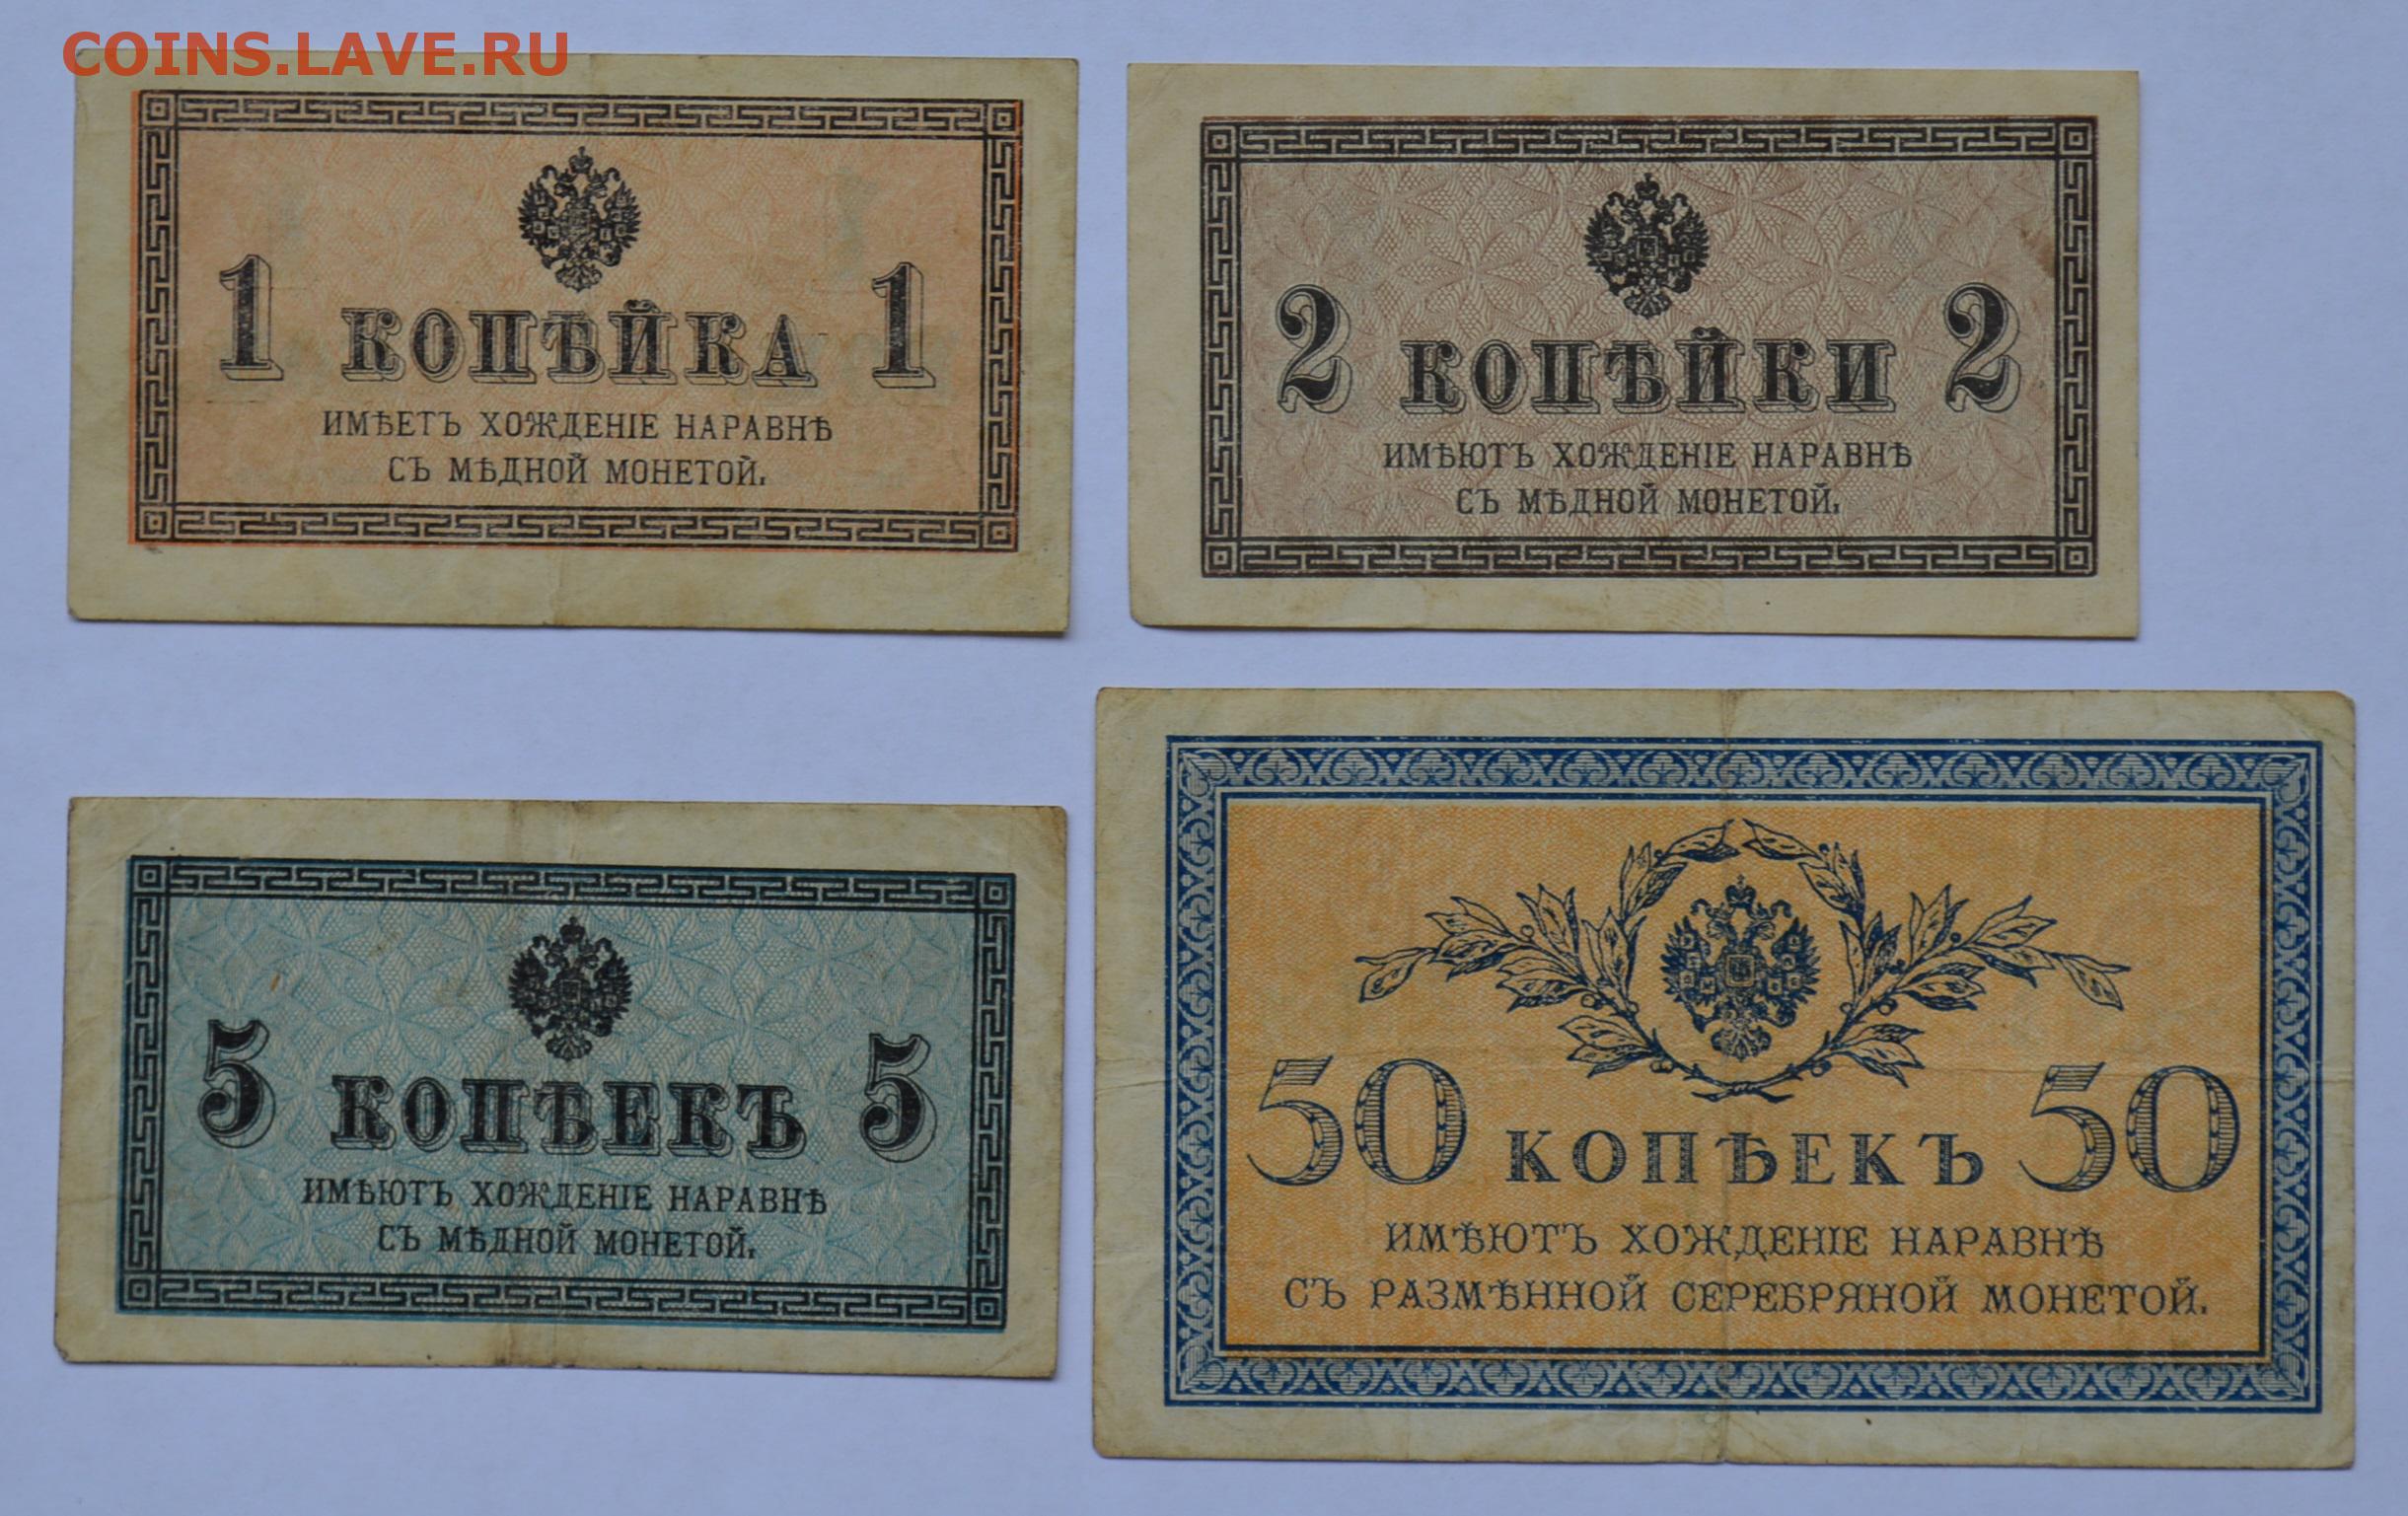 COINS.LAVE.RU
1 КОПѢЙКА 1
ИМѢЕТЪ ХОЖДЕНІЕ НАРАВНѢ
СЪ МѢДНОЙ МОНЕТОЙ.
2 КОПѢЙКИ 2
ИМѢЮТЪ ХОЖДЕНІЕ НАРАВНѢ
СЪ МѢДНОЙ МОНЕТОЙ.
5 КОПѢЕКЪ 5
ИМѢЮТЪ ХОЖДЕНІЕ НАРАВНѢ
СЪ МѢДНОЙ МОНЕТОЙ.
50 КОПѢЕКЪ 50
ИМѢЮТЪ ХОЖДЕНІЕ НАРАВНѢ
СЪ РАЗМѢННОЙ СЕРЕБРЯНОЙ МОНЕТОЙ.